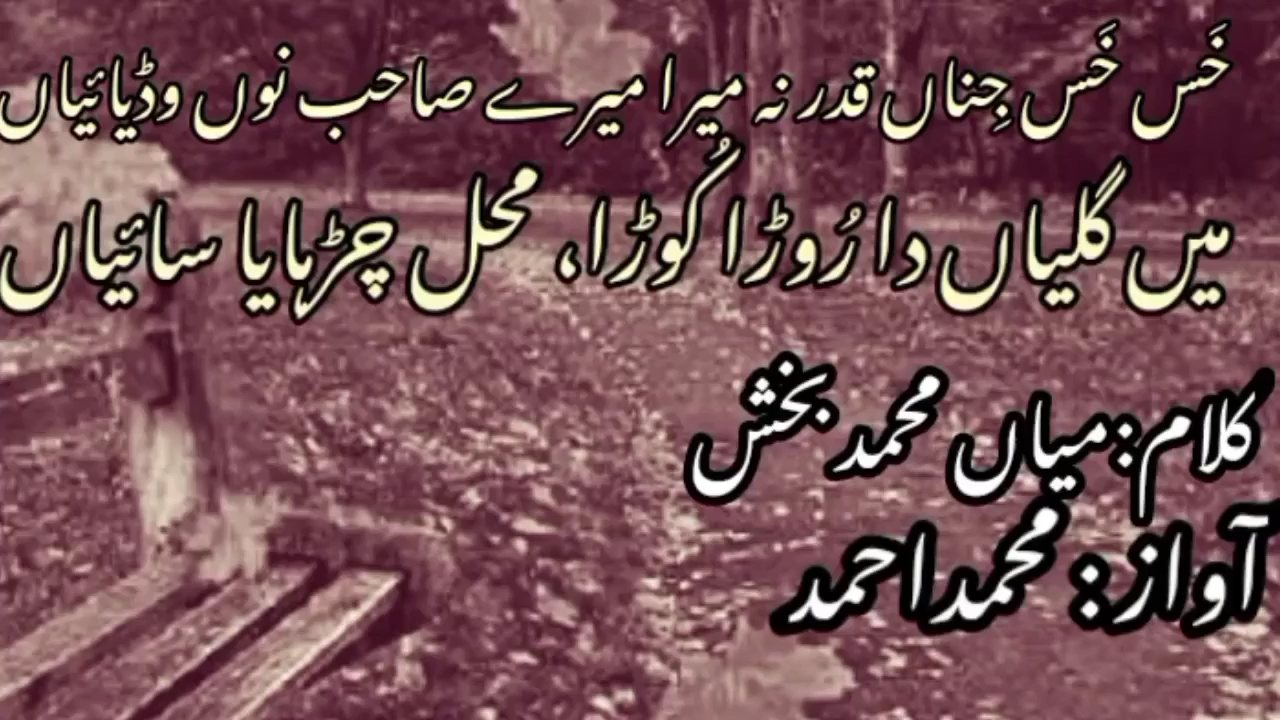 خَس خَس جِناں قدر نہ میرا میرے صاحب نوں وڈیائیاں
میں گلیاں دا رُوڑا کُوڑا، محل چڑہایا سائیاں
کلام: میاں محمد بخش
آواز: محمد احمد